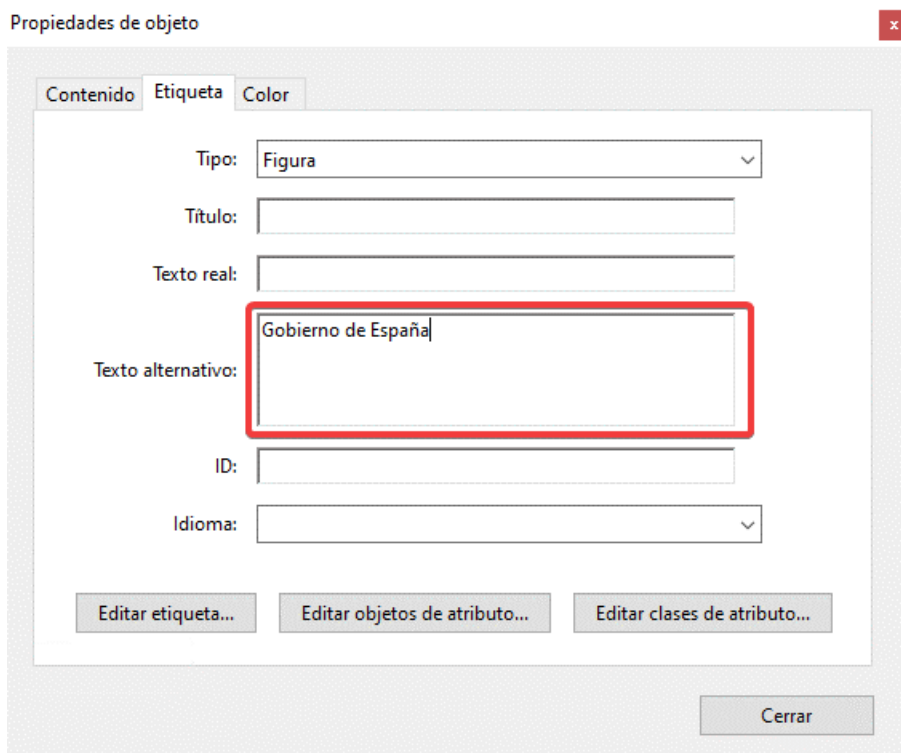 Propiedades de objeto
x
Contenido Etiqueta Color
Tipo: Figura
Título:
Texto real:
Texto alternativo: Gobierno de España
ID:
Idioma:
Editar etiqueta... Editar objetos de atributo... Editar clases de atributo...
Cerrar